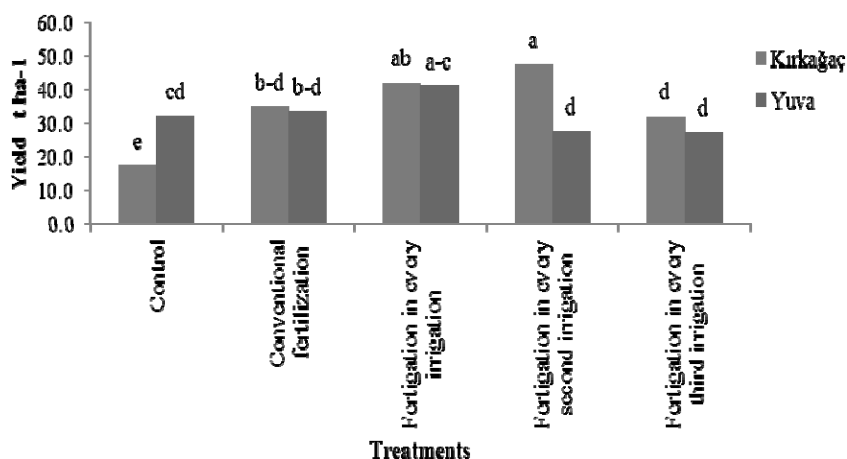 60.0
50.0
40.0
30.0
20.0
10.0
0.0
Yield t ha-1
e
cd
b-d
b-d
ab
a-c
a
d
d
d
Kırkağaç
Yuva
Control
Conventional
fertilization
Fertigation in every
irrigation
Fertigation in every
second irrigation
Fertigation in every
third irrigation
Treatments